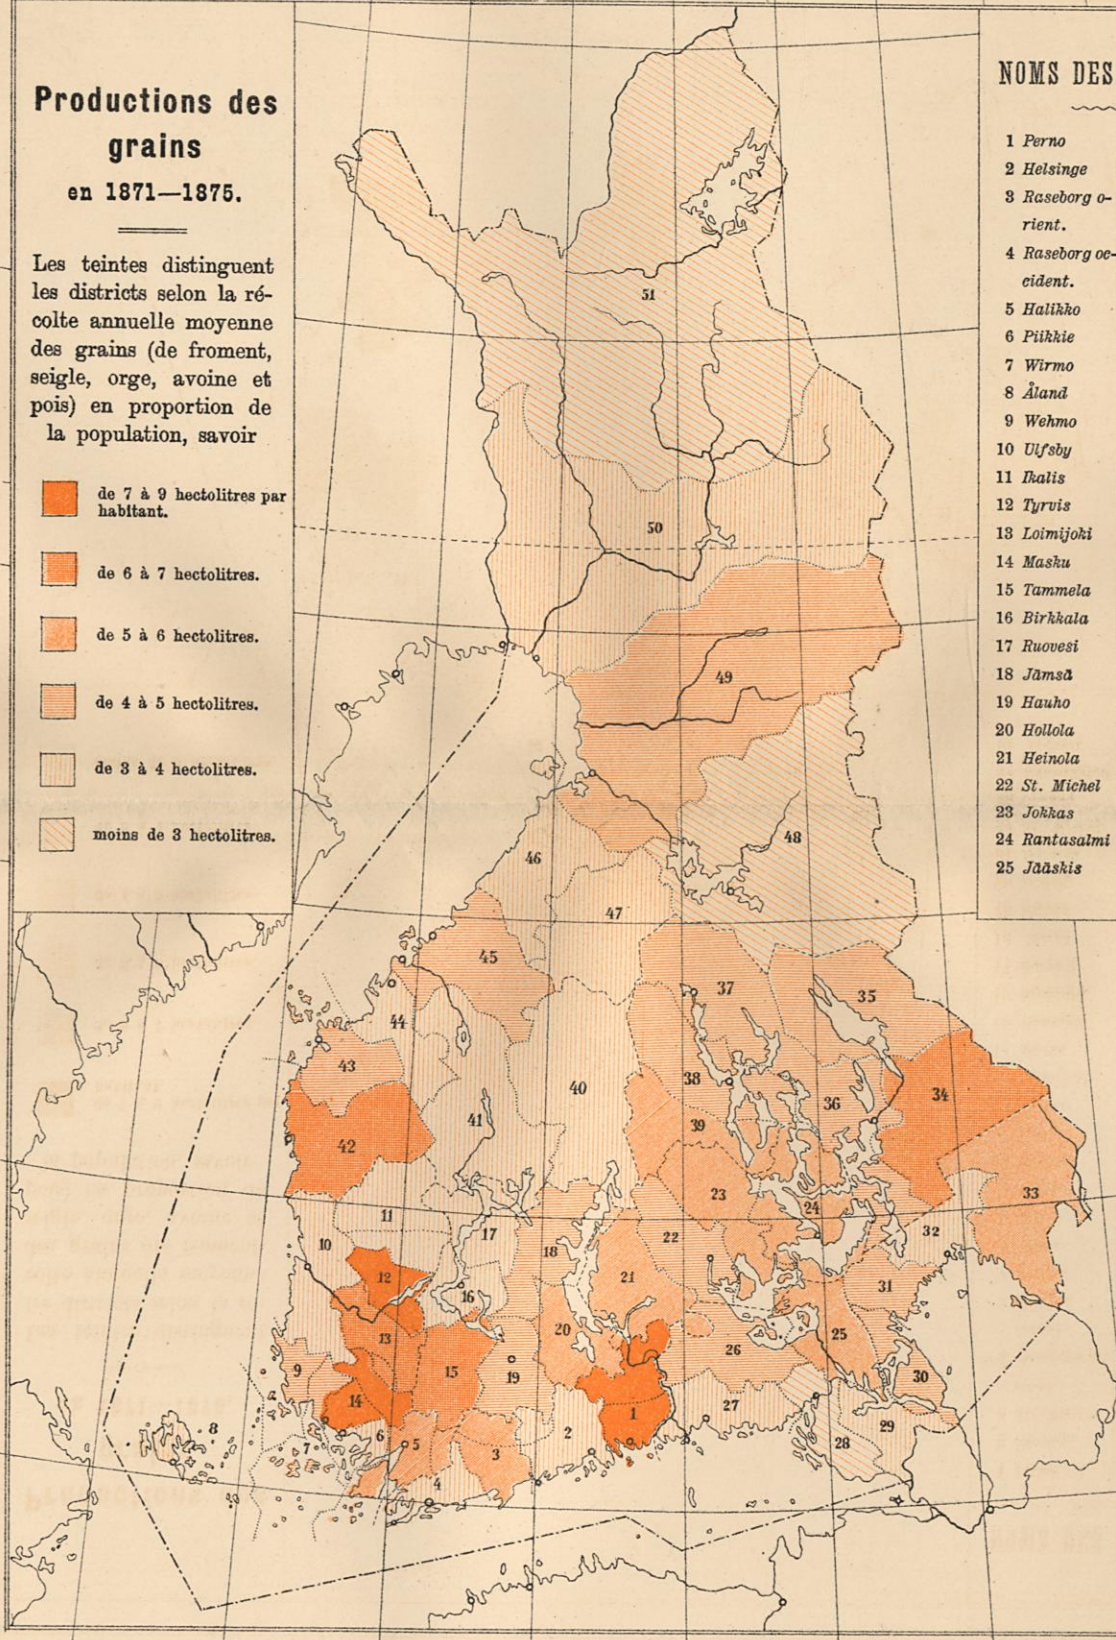 Productions des
grains
en 1871—1875.
Les teintes distinguent
les districts selon la ré-
colte annuelle moyenne
des grains (de froment,
seigle, orge, avoine et
pois) en proportion de
la population, savoir
de 7 à 9 hectolitres par
habitant.
de 6 à 7 hectolitres.
de 5 à 6 hectolitres.
de 4 à 5 hectolitres.
de 3 à 4 hectolitres.
moins de 3 hectolitres.
NOMS DES
1 Perno
2 Helsinge
3 Raseborg o-
rient.
4 Raseborg oc-
cident.
5 Halikko
6 Piikkie
7 Wirmo
8 Åland
9 Wehmo
10 Ulfsby
11 Ikalis
12 Tyrvis
13 Loimijoki
14 Masku
15 Tammela
16 Birkkala
17 Ruovesi
18 Jämsä
19 Hauho
20 Hollola
21 Heinola
22 St. Michel
23 Jokkas
24 Rantasalmi
25 Jääskis
51
50
49
48
46
47
45
37
35
44
43
38
40
36
34
41
42
39
23
33
11
24
10
17
22
32
18
12
21
31
16
13
20
25
26
9
15
19
30
14
27
1
8
7
6
5
2
29
3
28
4